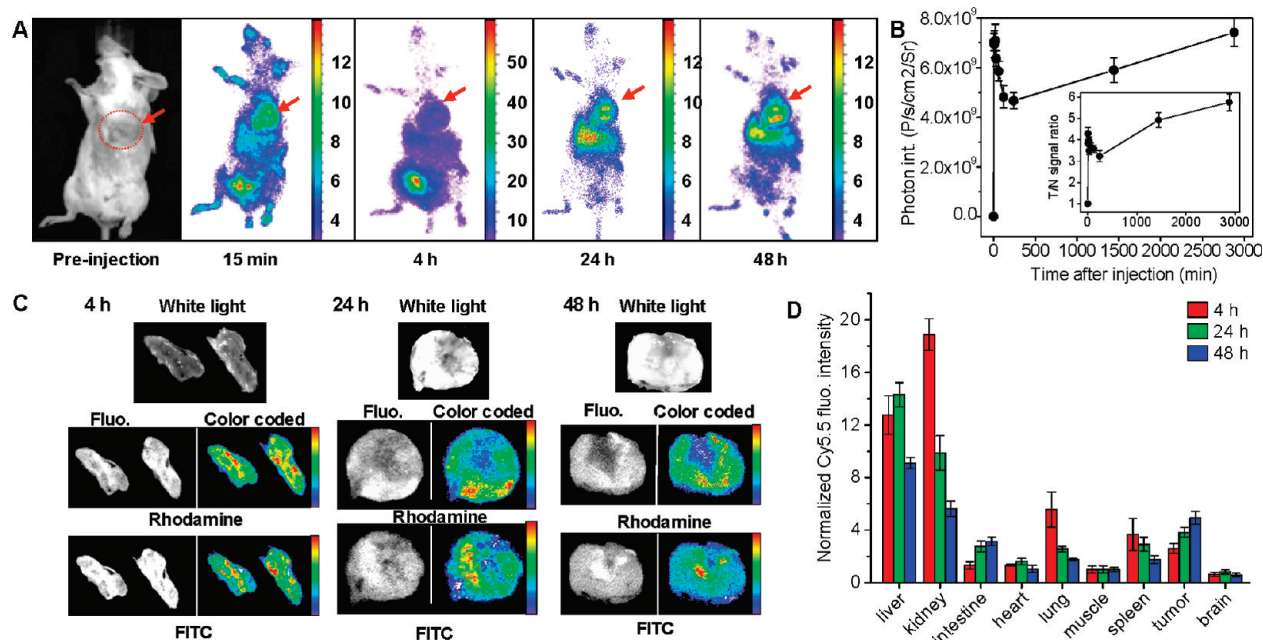 A
12
10
8
6
4
50
40
30
20
10
12
10
8
6
4
12
10
8
6
4
Pre-injection 15 min 4 h 24 h 48 h
B
Photon int. (P/s/cm2/Sr)
8.0x10⁹
6.0x10⁹
4.0x10⁹
2.0x10⁹
0.0
T/N signal ratio
6
5
4
3
2
1
0 1000 2000 3000
0 500 1000 1500 2000 2500 3000
Time after injection (min)
C
4 h White light
Fluo. Color coded
Rhodamine
FITC
24 h White light
Fluo. Color coded
Rhodamine
FITC
48 h White light
Fluo. Color coded
Rhodamine
FITC
D
Normalized Cy5.5 fluo. intensity
20
16
12
8
4
0
4 h
24 h
48 h
liver kidney intestine heart lung muscle spleen tumor brain